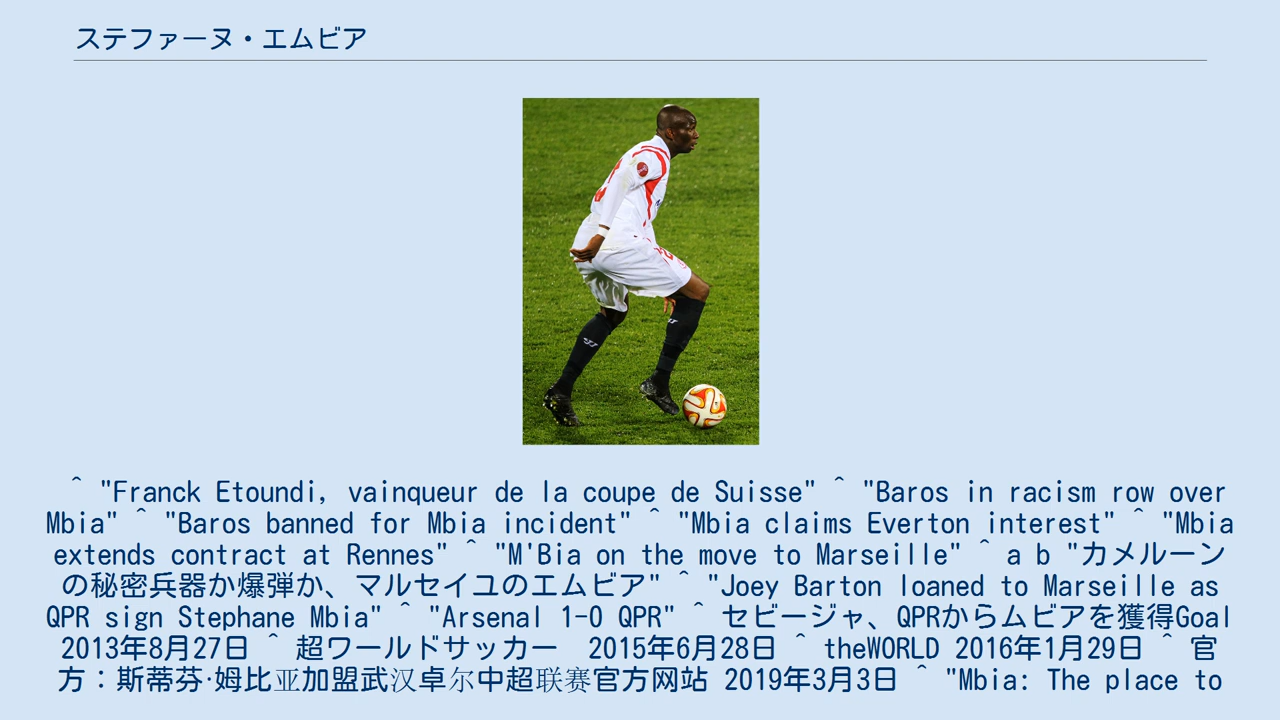 ステファーヌ・エムビア
^ "Franck Etoundi, vainqueur de la coupe de Suisse" ^ "Baros in racism row over
Mbia" ^ "Baros banned for Mbia incident" ^ "Mbia claims Everton interest" ^ "Mbia
extends contract at Rennes" ^ "M'Bia on the move to Marseille" ^ a b "カメルーン
の秘密兵器か爆弾か、マルセイユのエムビア" ^ "Joey Barton loaned to Marseille as
QPR sign Stephane Mbia" ^ "Arsenal 1-0 QPR" ^ セビージャ、QPRからムビアを獲得Goal
2013年8月27日 ^ 超ワールドサッカー　2015年6月28日 ^ theWORLD 2016年1月29日 ^ 官
方：斯蒂芬·姆比亚加盟武汉卓尔中超联赛官方网站 2019年3月3日 ^ "Mbia: The place to